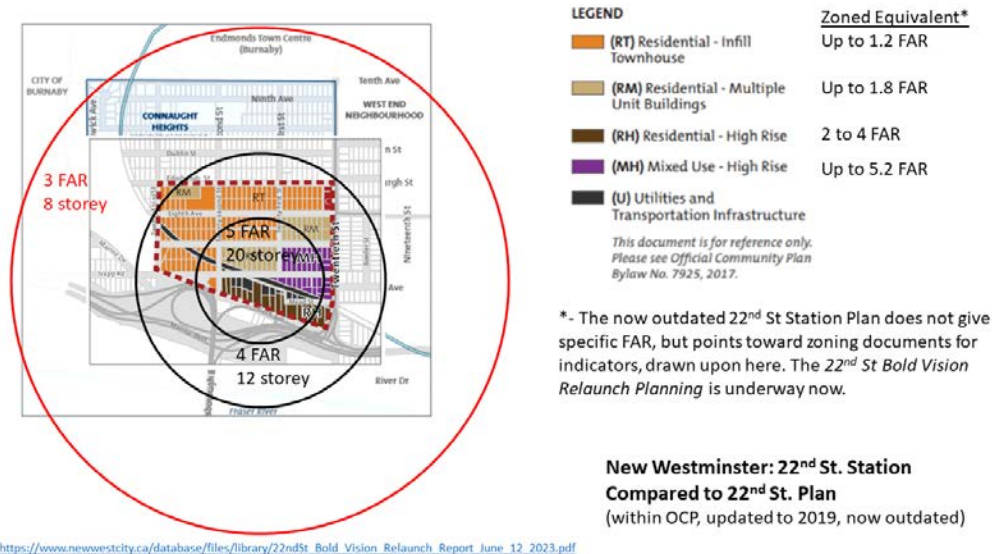 Endmonds Town Centre
(Burnaby)
CITY OF
BURNABY
Tenth Ave
Ninth Ave
WEST END
NEIGHBOURHOOD
CONNAUGHT
HEIGHTS
Dublin St
n St
rgh St
3 FAR
8 storey
RM
RT
Eighth Ave
5 FAR
RM
20 storey
MH
Twentieth St
Nineteenth St
Ave
RH
4 FAR
12 storey
River Dr
Fraser River
LEGEND
Zoned Equivalent*
(RT) Residential - Infill
Townhouse
Up to 1.2 FAR
(RM) Residential - Multiple
Unit Buildings
Up to 1.8 FAR
(RH) Residential - High Rise
2 to 4 FAR
(MH) Mixed Use - High Rise
Up to 5.2 FAR
(U) Utilities and
Transportation Infrastructure
This document is for reference only.
Please see Official Community Plan
Bylaw No. 7925, 2017.
*- The now outdated 22nd St Station Plan does not give
specific FAR, but points toward zoning documents for
indicators, drawn upon here. The 22nd St Bold Vision
Relaunch Planning is underway now.
New Westminster: 22nd St. Station
Compared to 22nd St. Plan
(within OCP, updated to 2019, now outdated)
https://www.newwestcity.ca/database/files/library/22ndSt_Bold_Vision_Relaunch_Report_June_12_2023.pdf